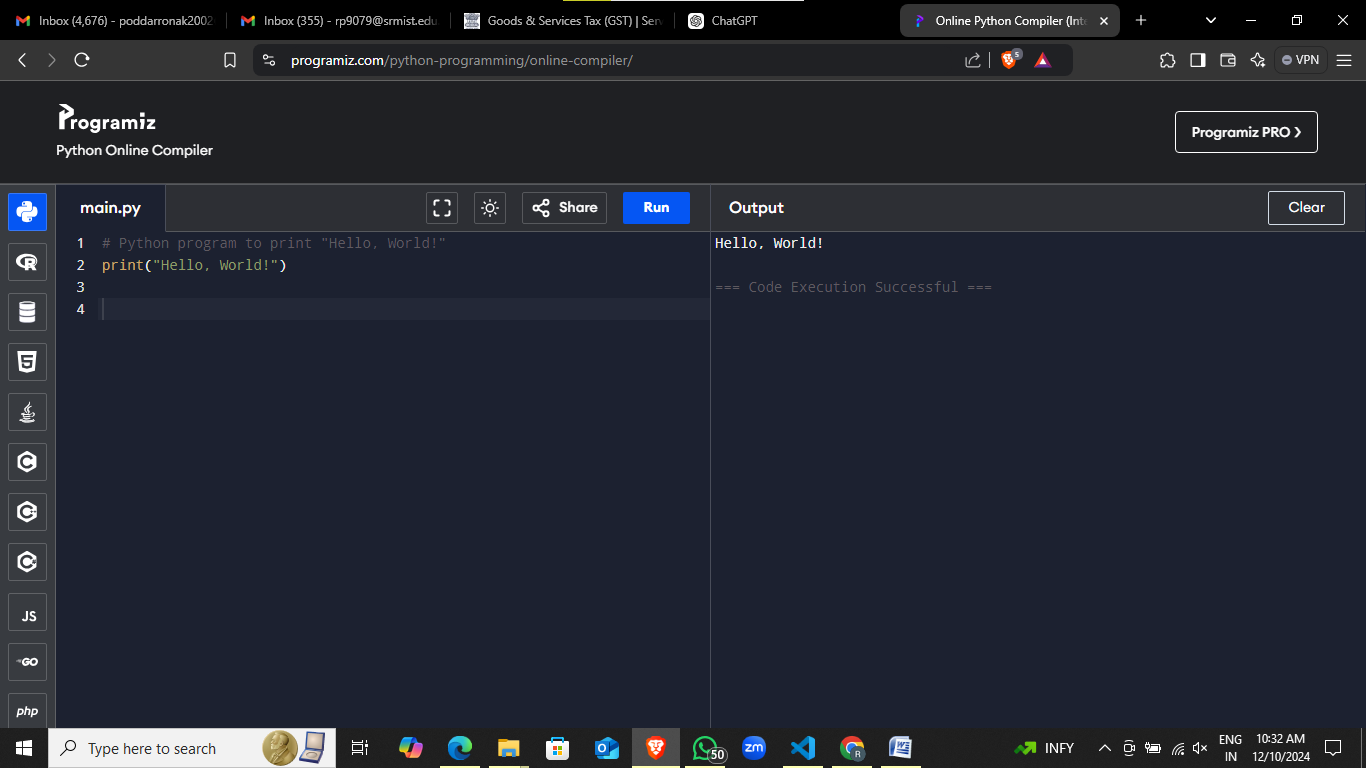 Inbox (4,676) - poddarronak2002
Inbox (355) - rp9079@srmist.edu.
Goods & Services Tax (GST) | Serv
ChatGPT
Online Python Compiler (Inte
programiz.com/python-programming/online-compiler/
5
VPN
Programiz
Python Online Compiler
Programiz PRO
main.py
Share
Run
Output
Clear
1 # Python program to print "Hello, World!"
2 print("Hello, World!")
3
4
Hello, World!
=== Code Execution Successful ===
R
5
C
C
C
JS
GO
php
Type here to search
50
zm
R
W
INFY
ENG
IN
10:32 AM
12/10/2024